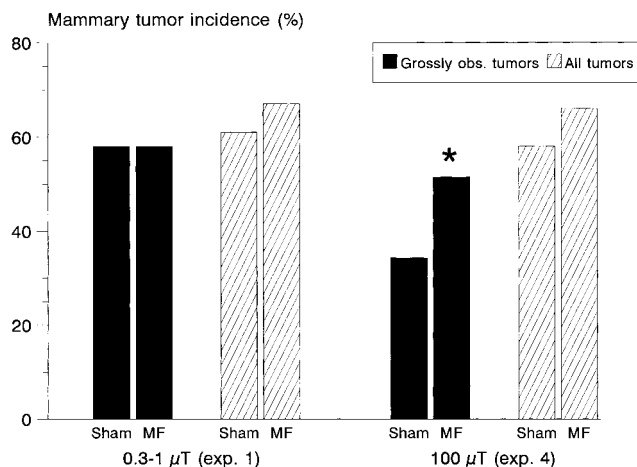 Mammary tumor incidence (%)
80
Grossly obs. tumors All tumors
60
*
40
20
0
Sham MF Sham MF Sham MF Sham MF
0.3-1 μT (exp. 1) 100 μT (exp. 4)